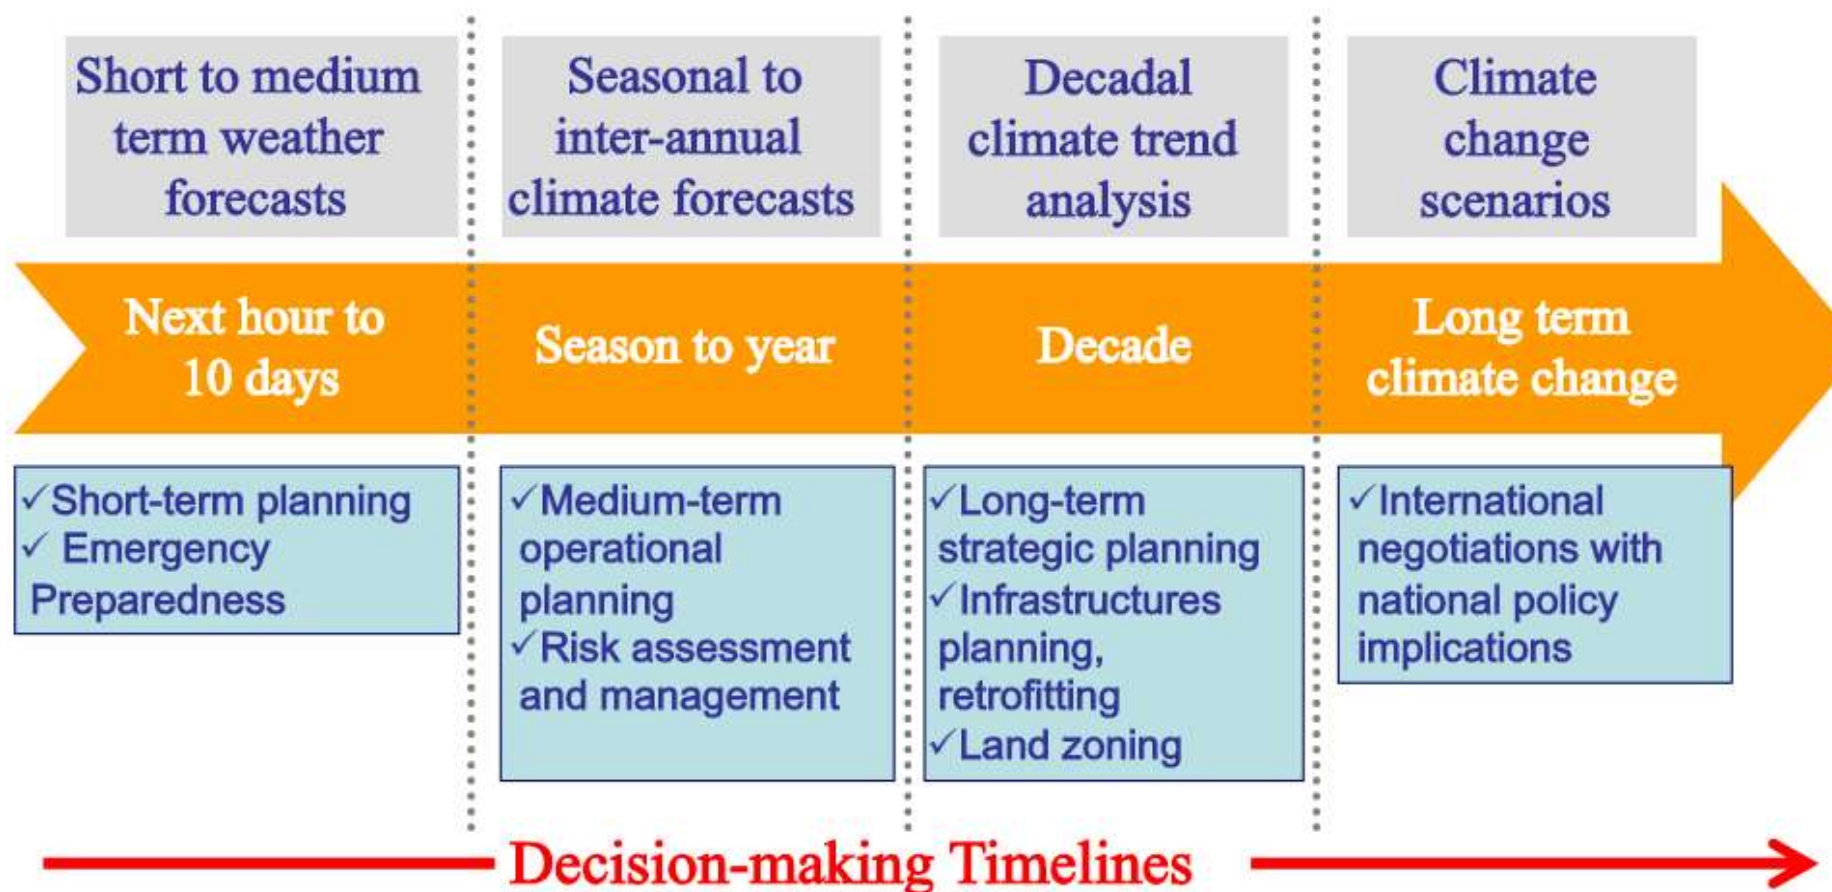 Short to medium
term weather
forecasts
Seasonal to
inter-annual
climate forecasts
Decadal
climate trend
analysis
Climate
change
scenarios
Next hour to
10 days
Season to year
Decade
Long term
climate change
✓Short-term planning
✓ Emergency
Preparedness
✓Medium-term
operational
planning
✓Risk assessment
and management
✓Long-term
strategic planning
✓Infrastructures
planning,
retrofitting
✓Land zoning
✓International
negotiations with
national policy
implications
Decision-making Timelines